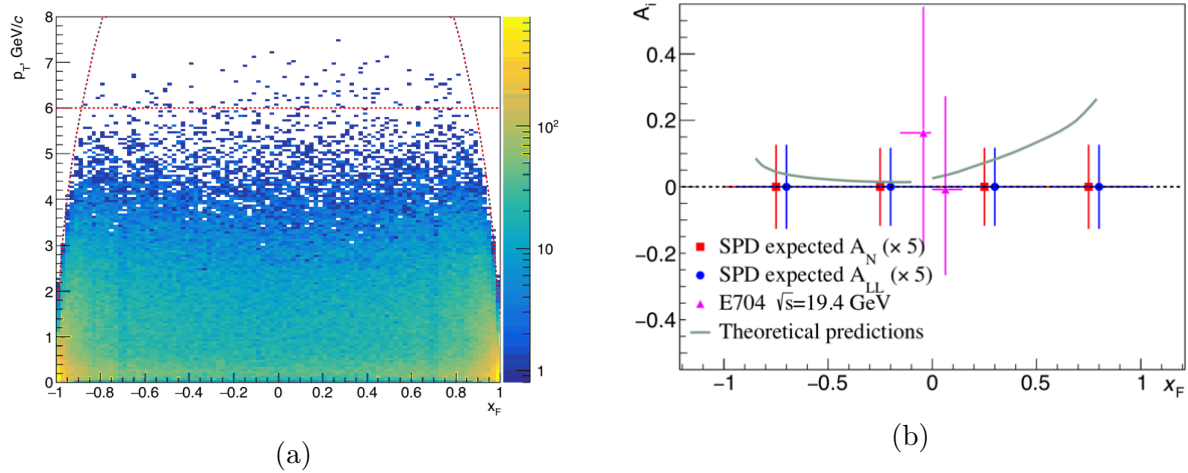 p_T, GeV/c
8
7
6
5
4
3
2
1
0
−1 −0.8 −0.6 −0.4 −0.2 0 0.2 0.4 0.6 0.8 1
x_F
10²
10
1
(a)
A_i
0.4
0.2
0
−0.2
−0.4
SPD expected A_N (× 5)
SPD expected A_LL (× 5)
E704 √s=19.4 GeV
Theoretical predictions
−1 −0.5 0 0.5 x_F 1
(b)